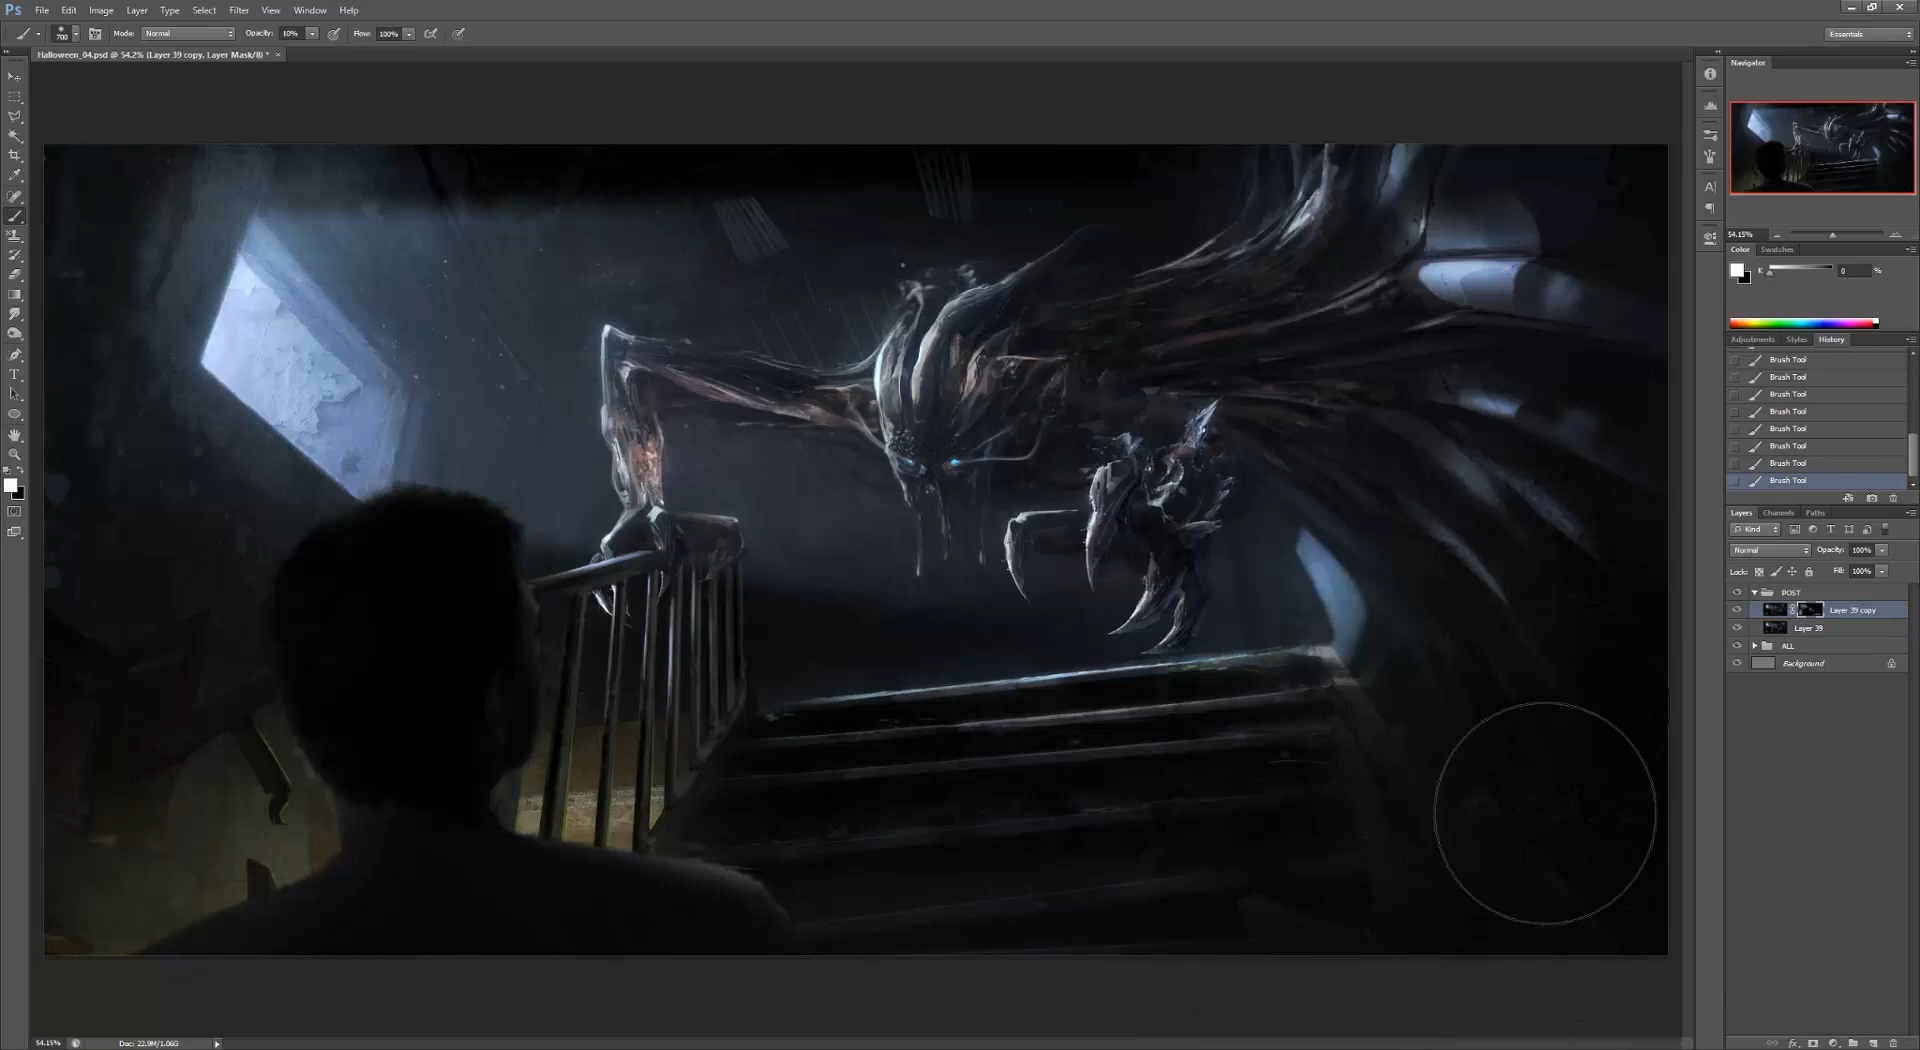 Ps File Edit Image Layer Type Select Filter View Window Help
700 Mode: Normal Opacity: 10% Flow: 100% Essentials
Halloween_04.psd @ 54.2% (Layer 39 copy, Layer Mask/8) * ×
Navigator
54.15%
Color Swatches
K 0 %
Adjustments Styles History
Brush Tool
Brush Tool
Brush Tool
Brush Tool
Brush Tool
Brush Tool
Brush Tool
Brush Tool
Layers Channels Paths
Kind
Normal Opacity: 100%
Lock: Fill: 100%
POST
Layer 39 copy
Layer 39
ALL
Background
54.15% Doc: 22.9M/1.06G